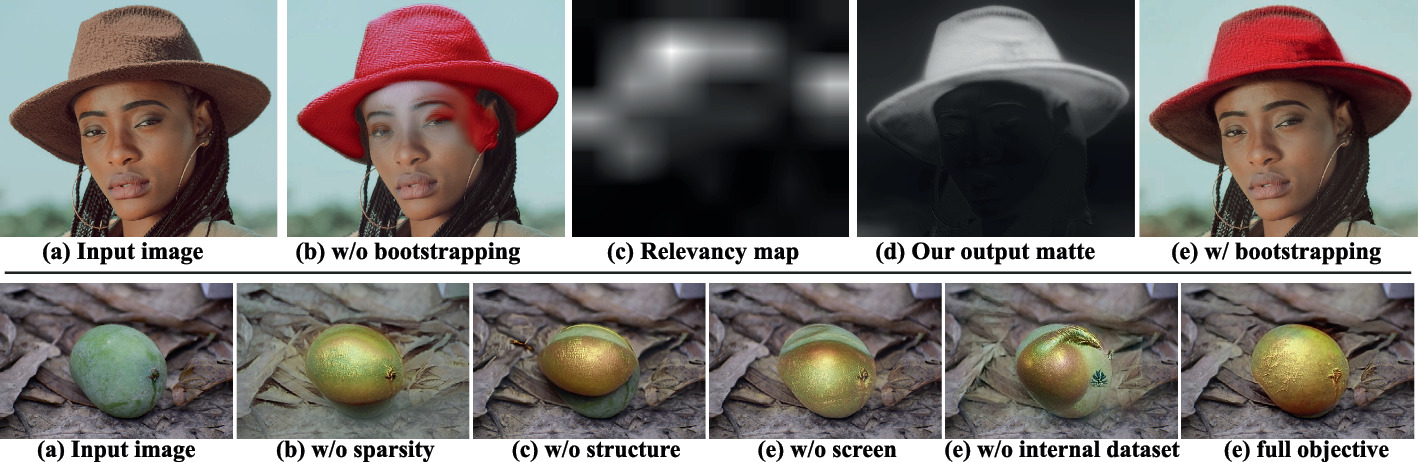 (a) Input image (b) w/o bootstrapping (c) Relevancy map (d) Our output matte (e) w/ bootstrapping
(a) Input image (b) w/o sparsity (c) w/o structure (e) w/o screen (e) w/o internal dataset (e) full objective